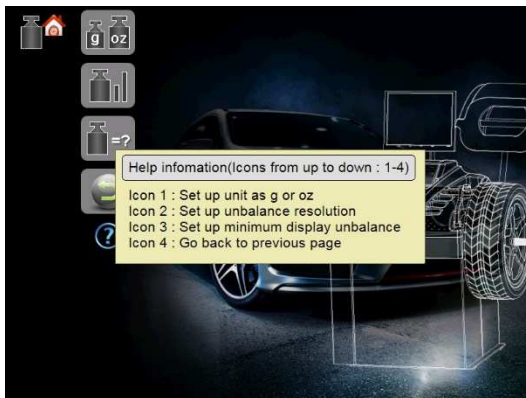 g oz
=?
Help infomation(Icons from up to down : 1-4)
Icon 1 : Set up unit as g or oz
Icon 2 : Set up unbalance resolution
Icon 3 : Set up minimum display unbalance
Icon 4 : Go back to previous page
?